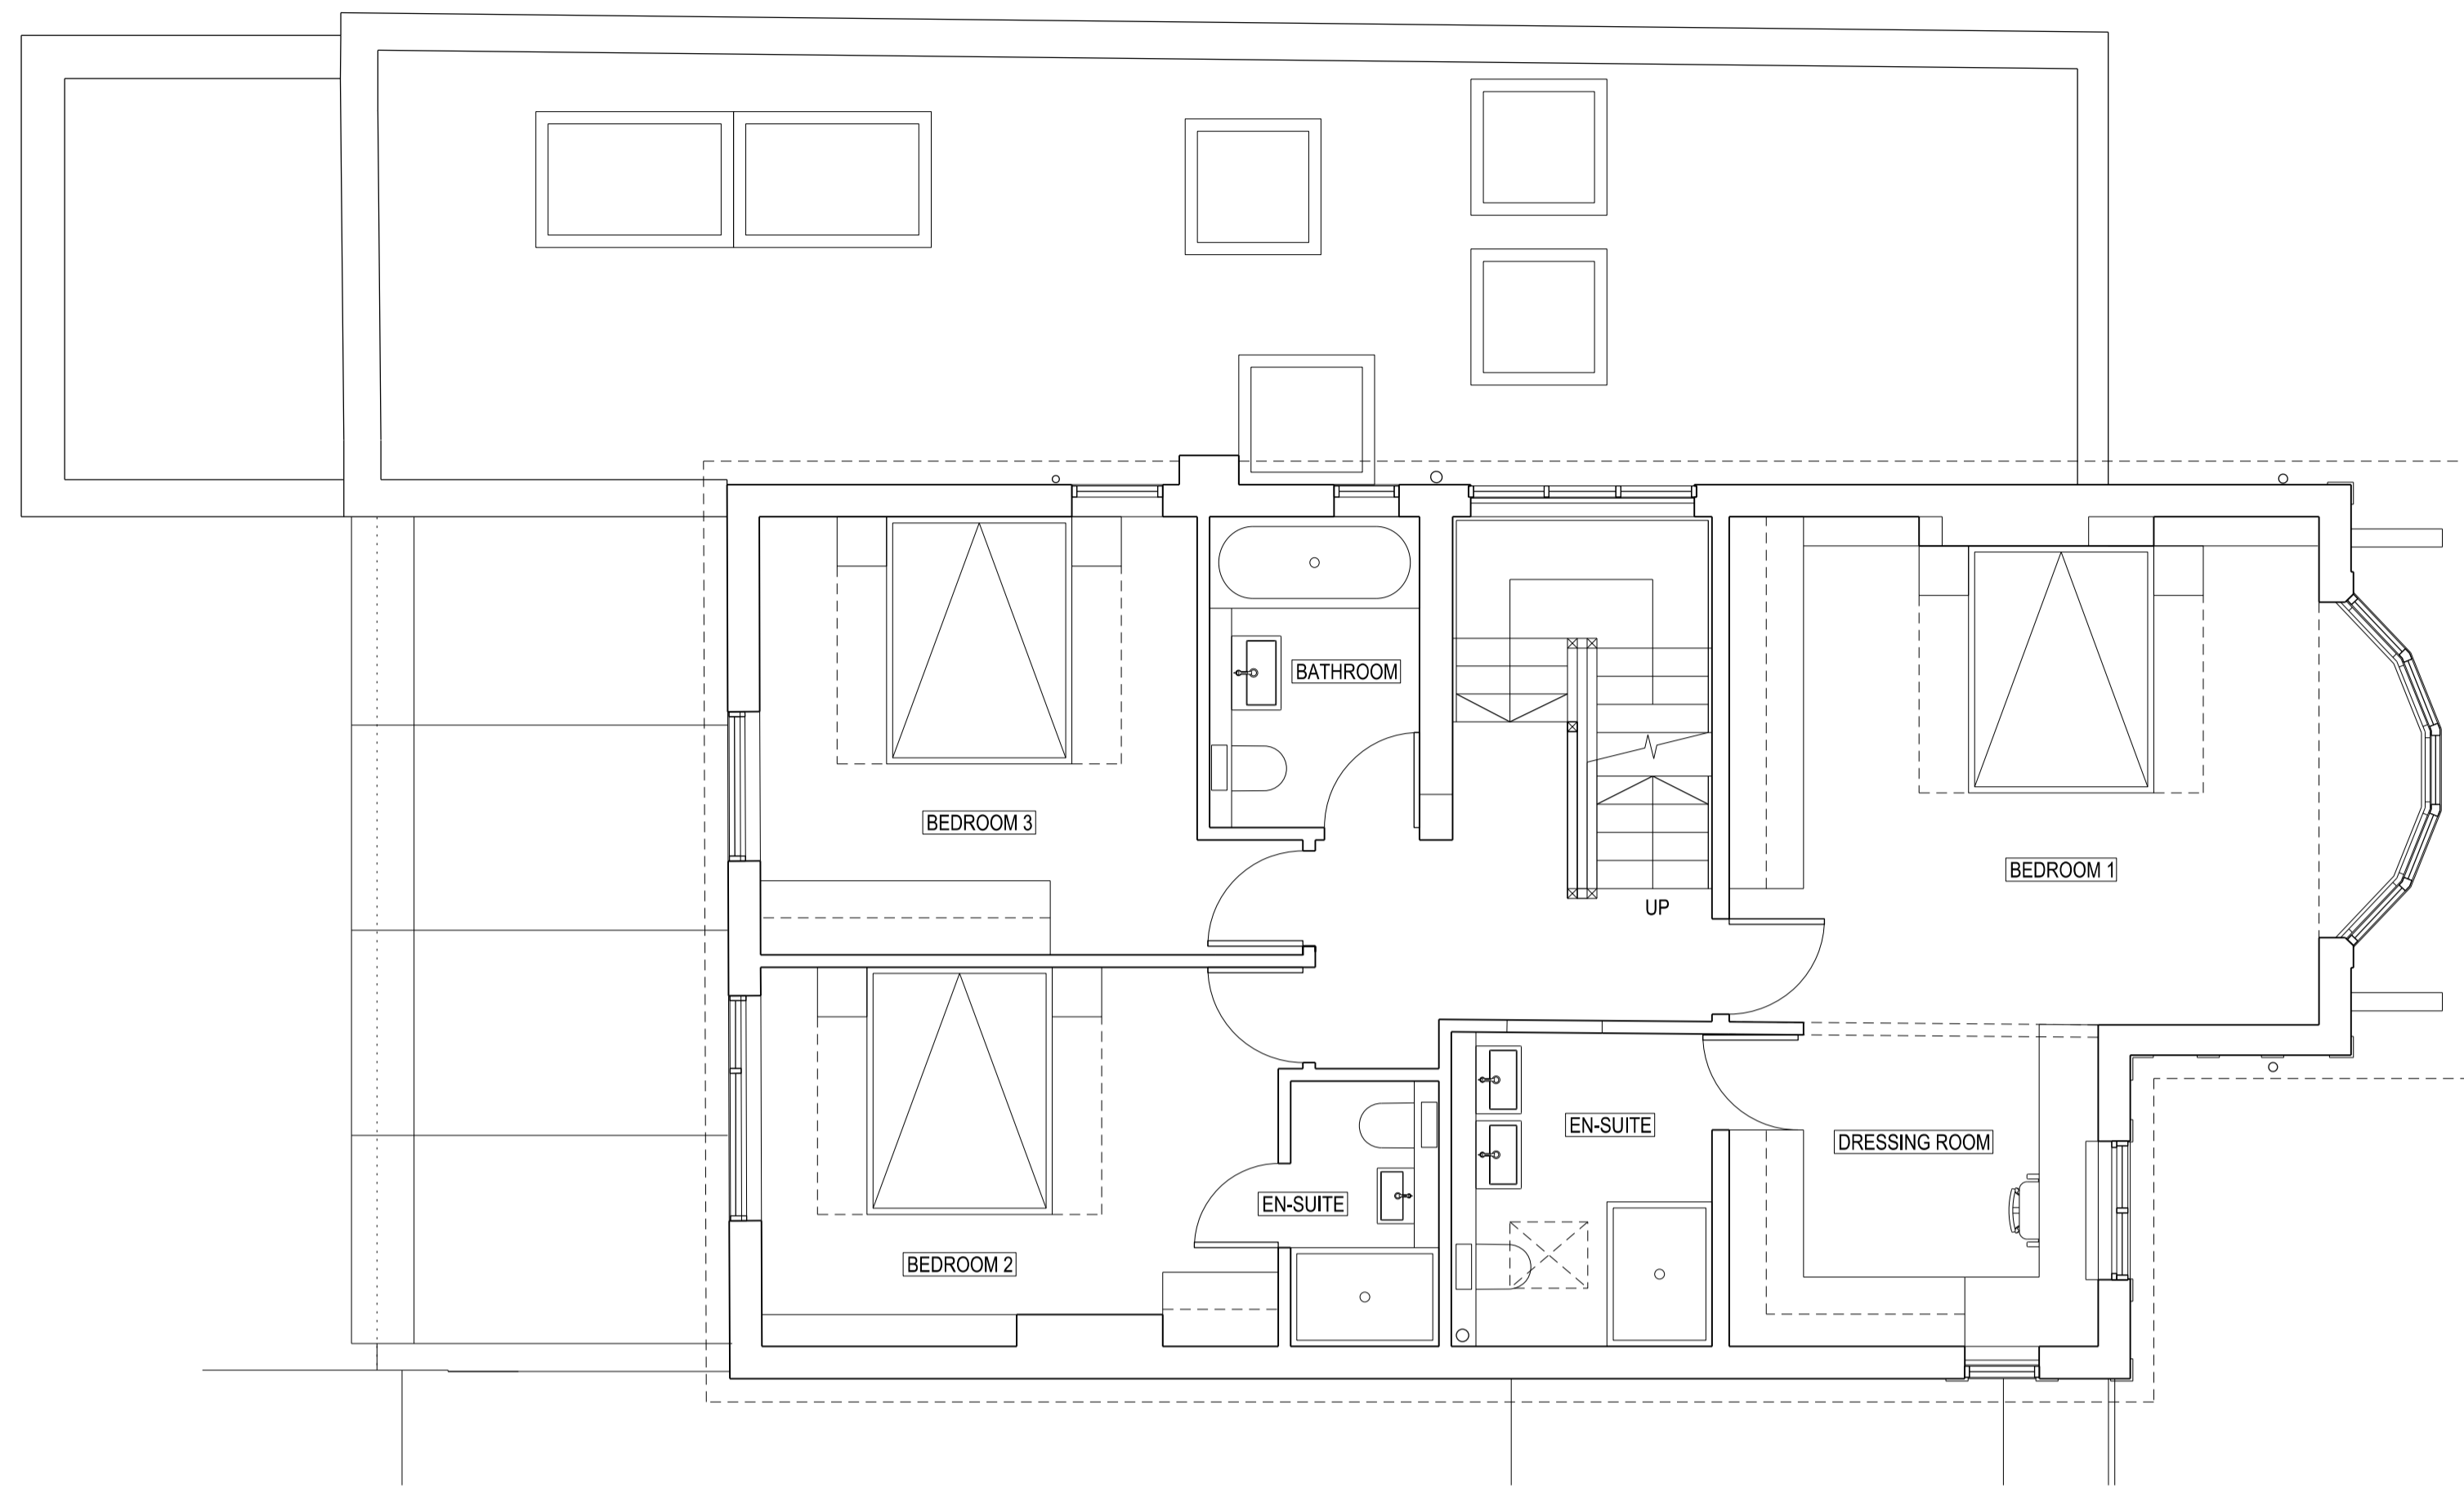 BATHROOM
BEDROOM 3
BEDROOM 1
UP
EN-SUITE
DRESSING ROOM
EN-SUITE
BEDROOM 2